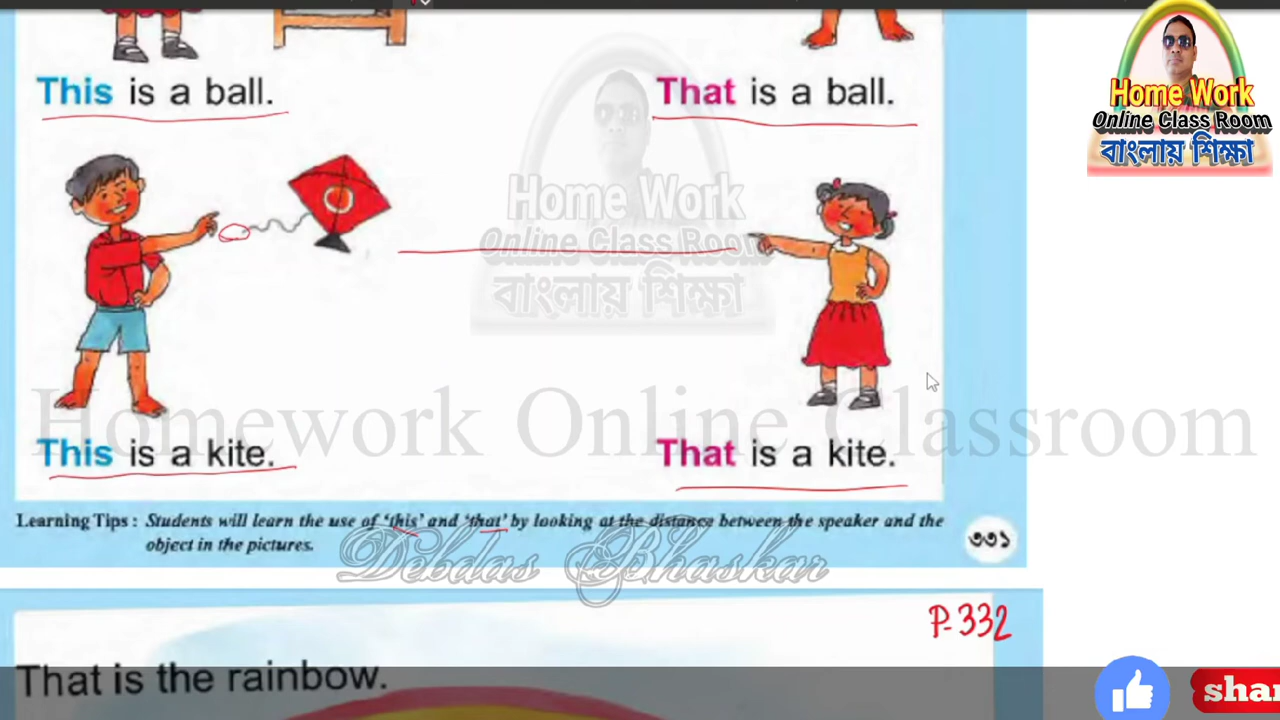 This is a ball.
That is a ball.
Home Work
Online Class Room
বাংলায় শিক্ষা
Home Work
Online Class Room
বাংলায় শিক্ষা
Homework Online Classroom
This is a kite.
That is a kite.
Learning Tips : Students will learn the use of ‘this’ and ‘that’ by looking at the distance between the speaker and the
object in the pictures.
৩৩১
Debdas Bhaskar
P-332
That is the rainbow.
shar